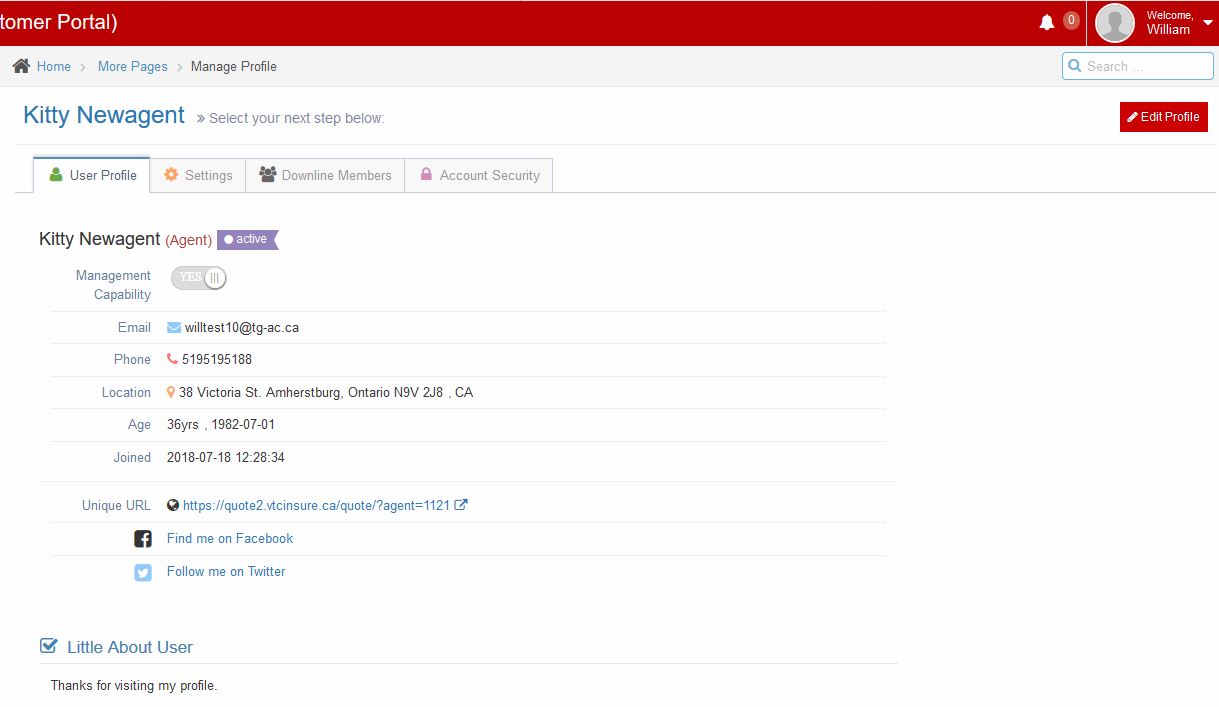 tomer Portal)
0
Welcome,
William
Home
More Pages
Manage Profile
Search ...
Kitty Newagent
» Select your next step below:
Edit Profile
User Profile
Settings
Downline Members
Account Security
Kitty Newagent (Agent) active
Management
Capability
YES
Email willtest10@tg-ac.ca
Phone 5195195188
Location 38 Victoria St. Amherstburg, Ontario N9V 2J8 , CA
Age 36yrs , 1982-07-01
Joined 2018-07-18 12:28:34
Unique URL https://quote2.vtcinsure.ca/quote/?agent=1121
Find me on Facebook
Follow me on Twitter
Little About User
Thanks for visiting my profile.